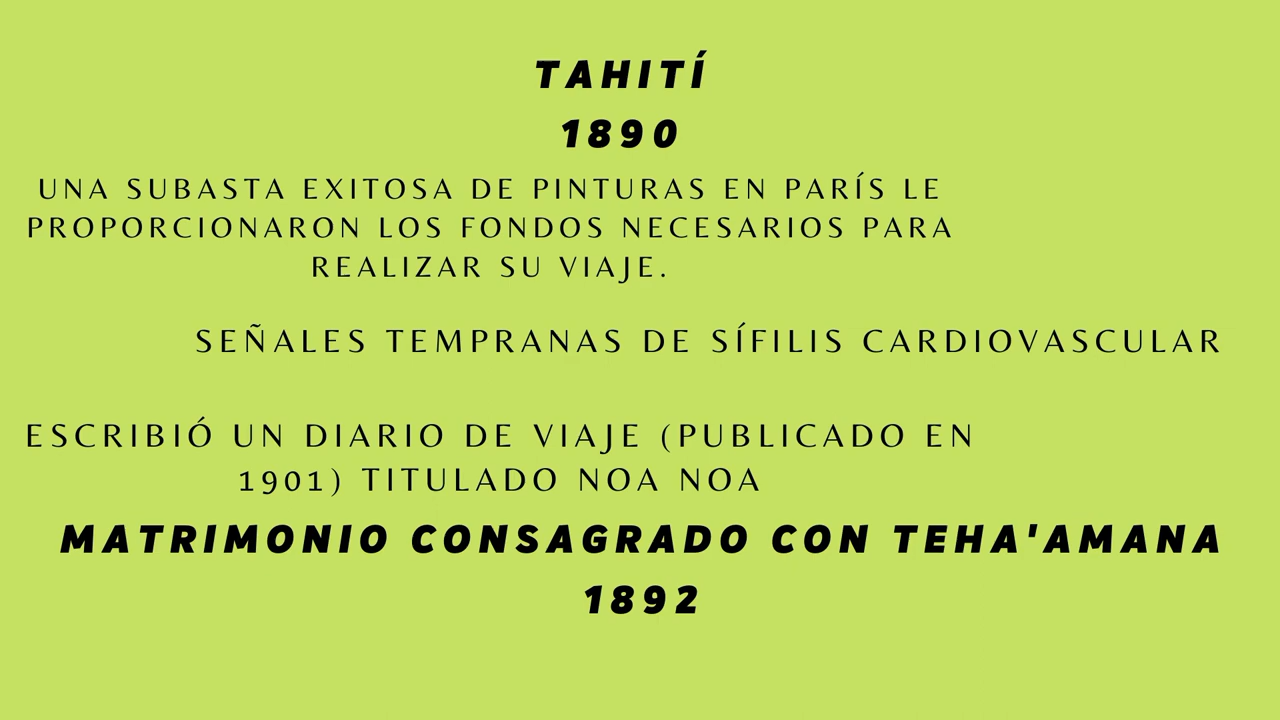 TAHITÍ
1890
UNA SUBASTA EXITOSA DE PINTURAS EN PARÍS LE
PROPORCIONARON LOS FONDOS NECESARIOS PARA
REALIZAR SU VIAJE.
SEÑALES TEMPRANAS DE SÍFILIS CARDIOVASCULAR
ESCRIBIÓ UN DIARIO DE VIAJE (PUBLICADO EN
1901) TITULADO NOA NOA
MATRIMONIO CONSAGRADO CON TEHA'AMANA
1892